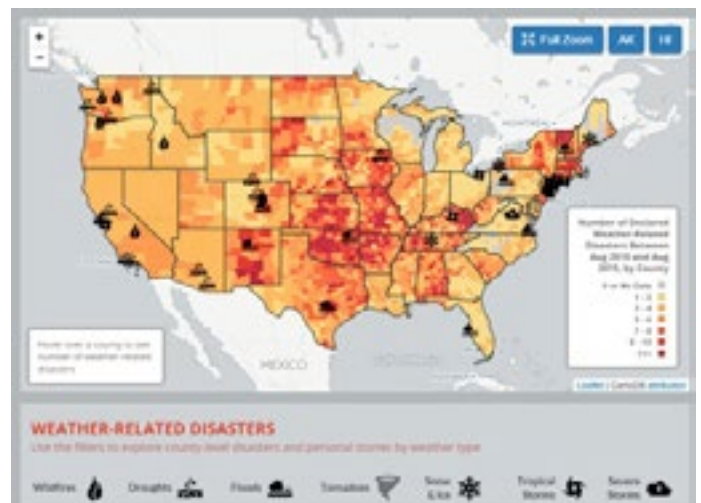 +
Full Zoom
AK
HI
−
MONTREAL
Number of Declared
Weather-Related
Disasters Between
Aug 2010 and Aug
2015, by County
0 or No Data
1 - 2
3 - 4
5 - 6
7 - 8
9 - 10
11+
Hover over a county to see
number of weather-related
disasters
MEXICO
Leaflet | CartoDB attribution
WEATHER-RELATED DISASTERS
Use the filters to explore county-level disasters and personal stories by weather type
Wildfires
Droughts
Floods
Tornadoes
Snow
& Ice
Tropical
Storms
Severe
Storms